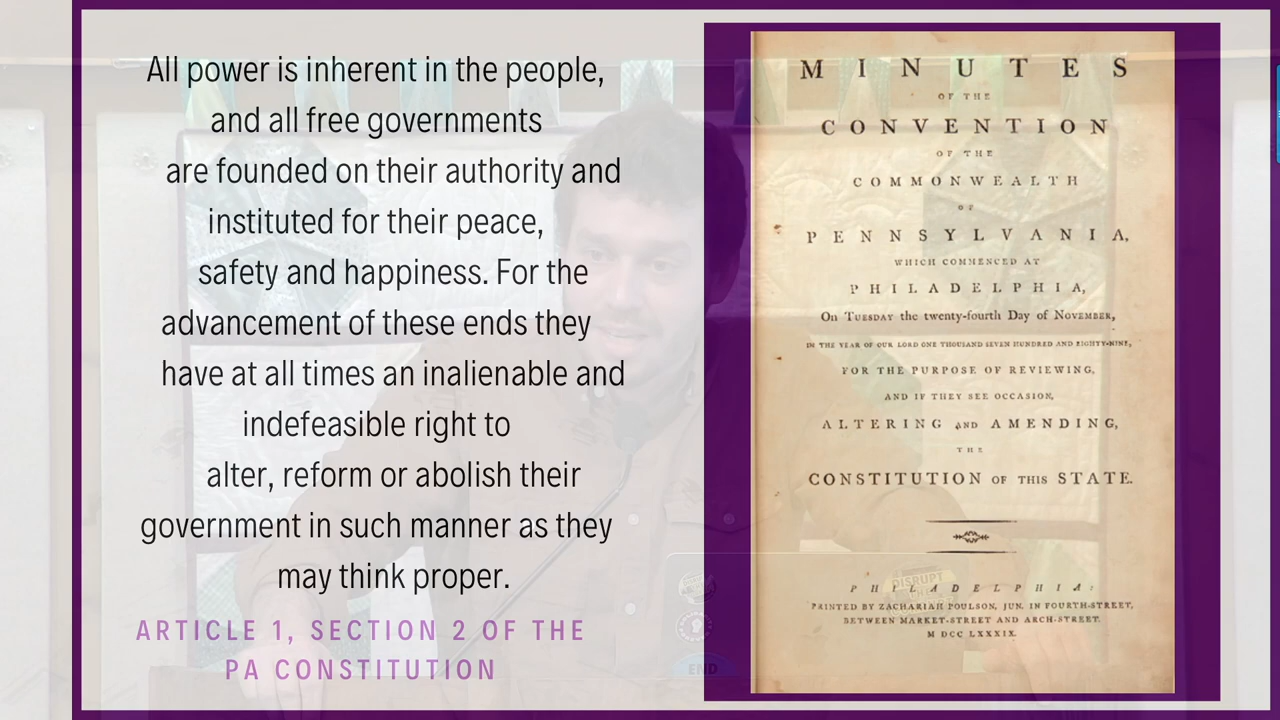 All power is inherent in the people,
and all free governments
are founded on their authority and
instituted for their peace,
safety and happiness. For the
advancement of these ends they
have at all times an inalienable and
indefeasible right to
alter, reform or abolish their
government in such manner as they
may think proper.
ARTICLE 1, SECTION 2 OF THE
PA CONSTITUTION
MINUTES
OF THE
CONVENTION
OF THE
COMMONWEALTH
OF
PENNSYLVANIA,
WHICH COMMENCED AT
PHILADELPHIA,
On TUESDAY the twenty-fourth Day of NOVEMBER,
IN THE YEAR OF OUR LORD ONE THOUSAND SEVEN HUNDRED AND EIGHTY-NINE,
FOR THE PURPOSE OF REVIEWING,
AND IF THEY SEE OCCASION,
ALTERING AND AMENDING,
THE
CONSTITUTION OF THIS STATE.
PHILADELPHIA:
PRINTED BY ZACHARIAH POULSON, JUN. IN FOURTH-STREET,
BETWEEN MARKET-STREET AND ARCH-STREET.
M DCC LXXXIX.
DISRUPT
END